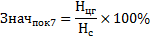 Знач_пок7 = Н_цг / Н_с × 100%